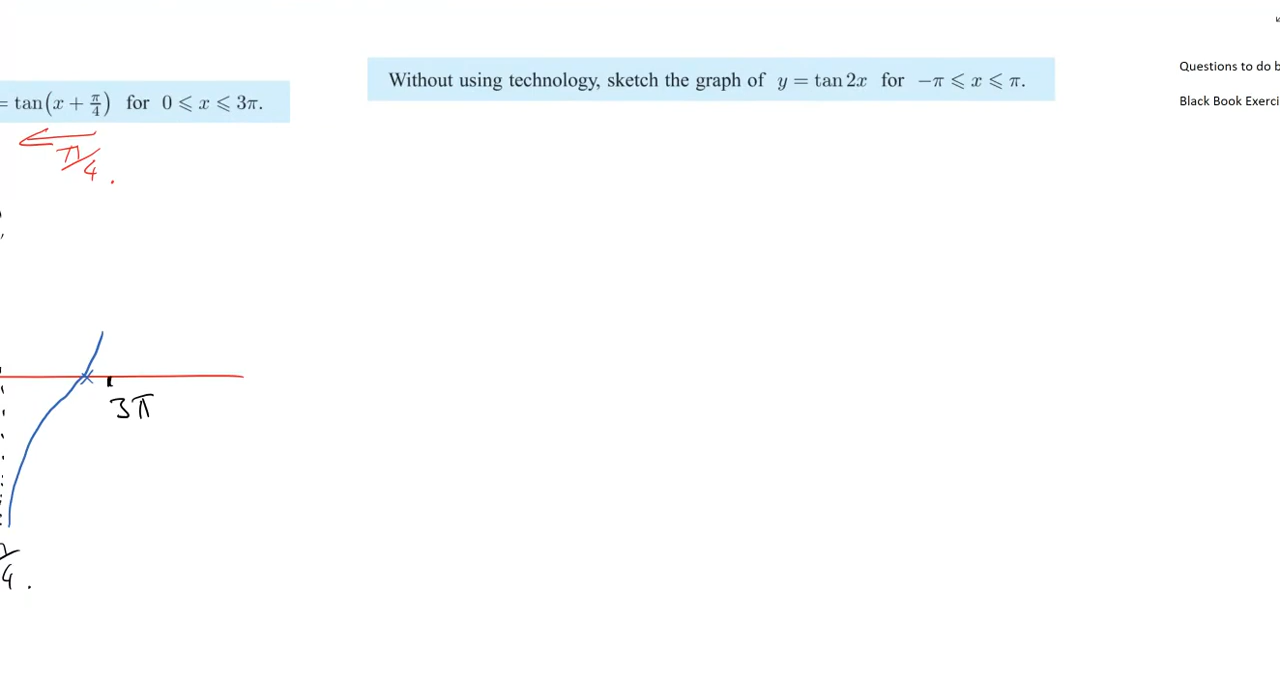 = tan(x + π/4) for 0 ⩽ x ⩽ 3π.
π/4.
3π
4.
Without using technology, sketch the graph of y = tan 2x for −π ⩽ x ⩽ π.
Questions to do b
Black Book Exerci